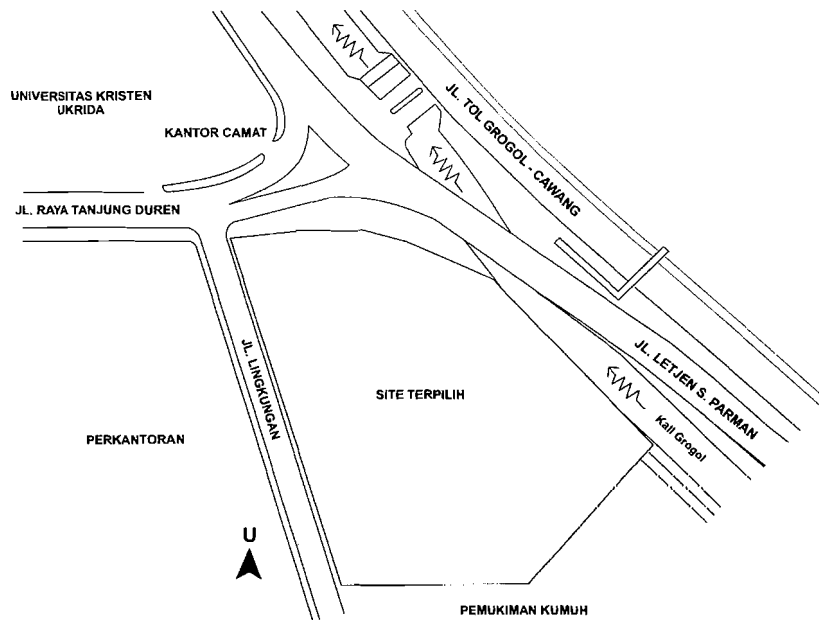 UNIVERSITAS KRISTEN
UKRIDA
KANTOR CAMAT
JL. TOL GROGOL - CAWANG
JL. RAYA TANJUNG DUREN
JL. LINGKUNGAN
SITE TERPILIH
JL. LETJEN S. PARMAN
Kali Grogol
PERKANTORAN
U
PEMUKIMAN KUMUH